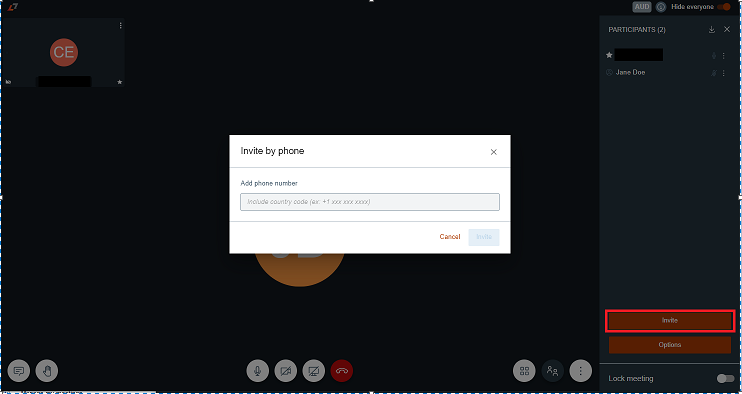 AUD
Hide everyone
CE
PARTICIPANTS (2)
Jane Doe
Invite by phone
Add phone number
Include country code (ex: +1 xxx xxx xxxx)
Cancel
Invite
Invite
Options
Lock meeting